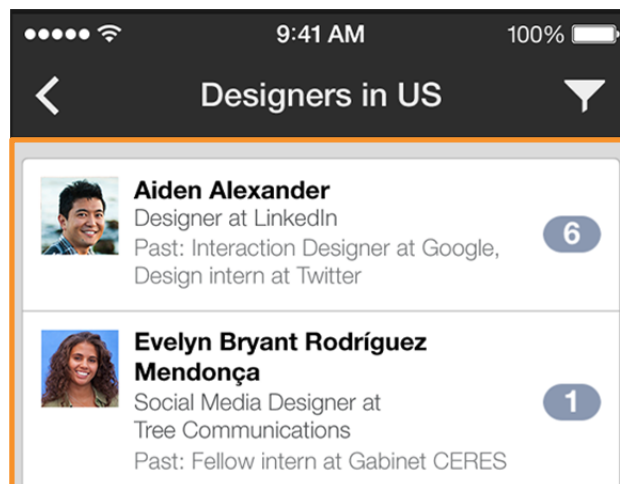 9:41 AM
100%
Designers in US
Aiden Alexander
Designer at LinkedIn
Past: Interaction Designer at Google,
Design intern at Twitter
6
Evelyn Bryant Rodríguez
Mendonça
Social Media Designer at
Tree Communications
Past: Fellow intern at Gabinet CERES
1